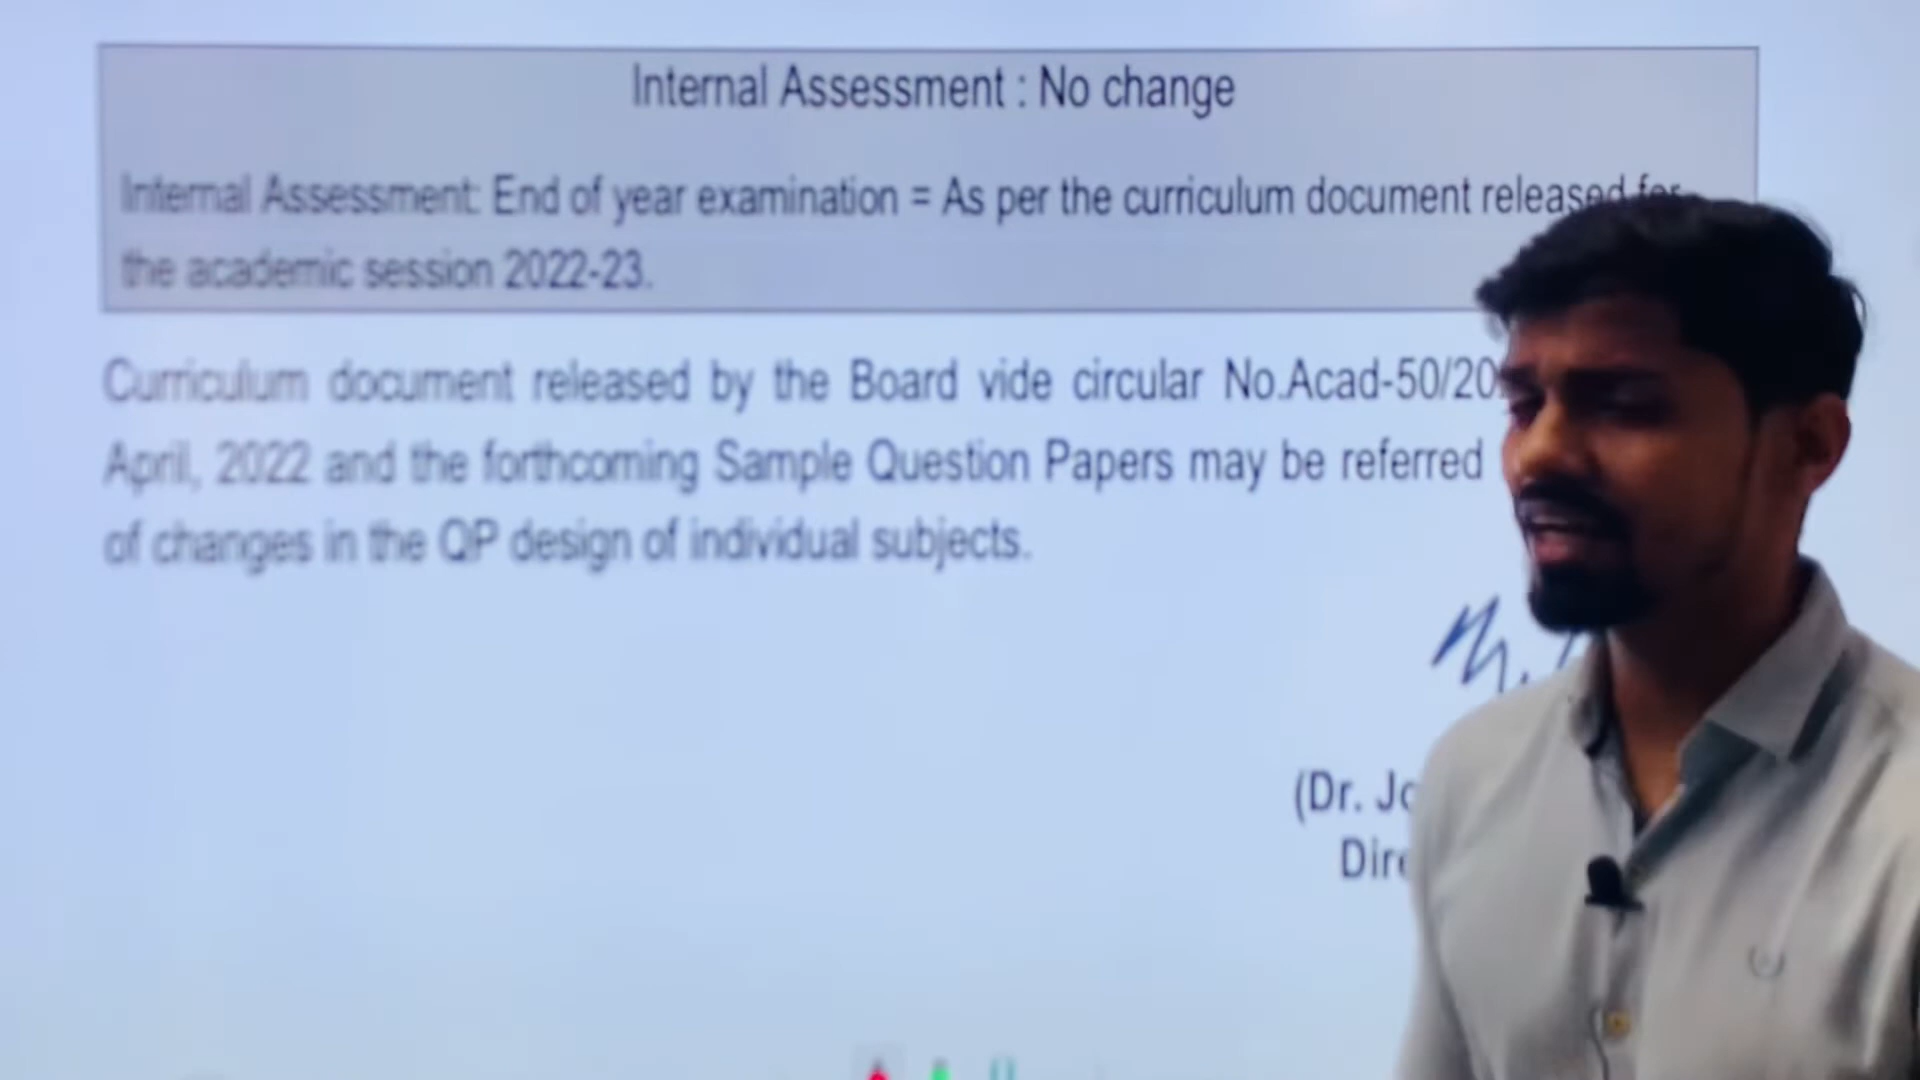 Internal Assessment : No change
Internal Assessment: End of year examination = As per the curriculum document released for
the academic session 2022-23.
Curriculum document released by the Board vide circular No.Acad-50/20
April, 2022 and the forthcoming Sample Question Papers may be referred
of changes in the QP design of individual subjects.
(Dr. Jo
Dire